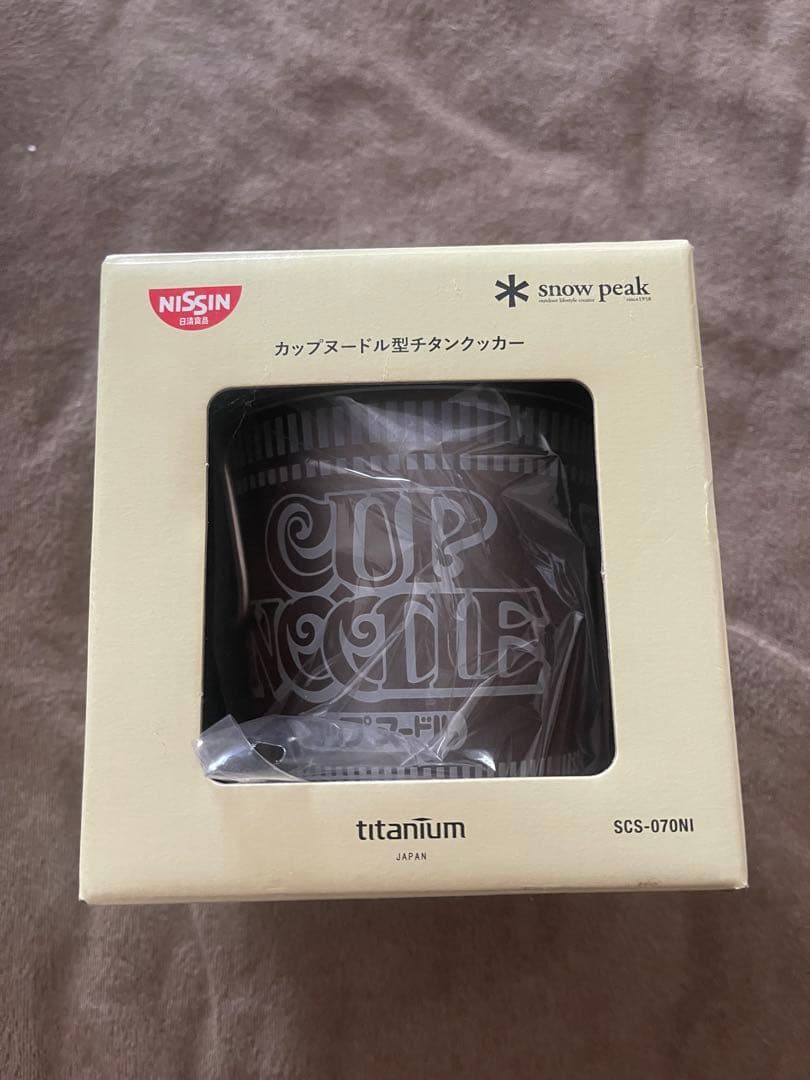 NISSIN
日清食品
snow peak
outdoor lifestyle creator since1958
カップヌードル型チタンクッカー
CUP
NOODLE
カップヌードル
titanium
JAPAN
SCS-070NI